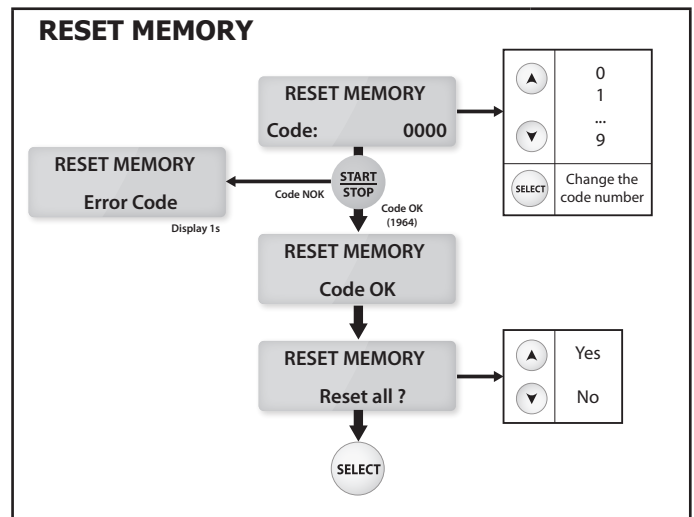 RESET MEMORY
RESET MEMORY
Code: 0000
0
1
...
9
SELECT
Change the
code number
START
STOP
Code NOK
RESET MEMORY
Error Code
Display 1s
Code OK
(1964)
RESET MEMORY
Code OK
RESET MEMORY
Reset all ?
Yes
No
SELECT